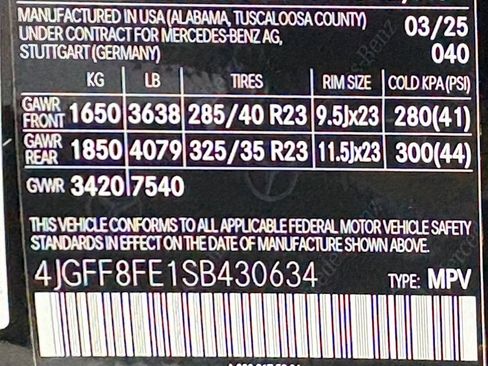 MANUFACTURED IN USA (ALABAMA, TUSCALOOSA COUNTY) 03/25
UNDER CONTRACT FOR MERCEDES-BENZ AG, 040
STUTTGART (GERMANY)
KG LB TIRES RIM SIZE COLD KPA (PSI)
GAWR FRONT 1650 3638 285/40 R23 9.5Jx23 280(41)
GAWR REAR 1850 4079 325/35 R23 11.5Jx23 300(44)
GVWR 3420 7540
THIS VEHICLE CONFORMS TO ALL APPLICABLE FEDERAL MOTOR VEHICLE SAFETY
STANDARDS IN EFFECT ON THE DATE OF MANUFACTURE SHOWN ABOVE.
4JGFF8FE1SB430634 TYPE: MPV